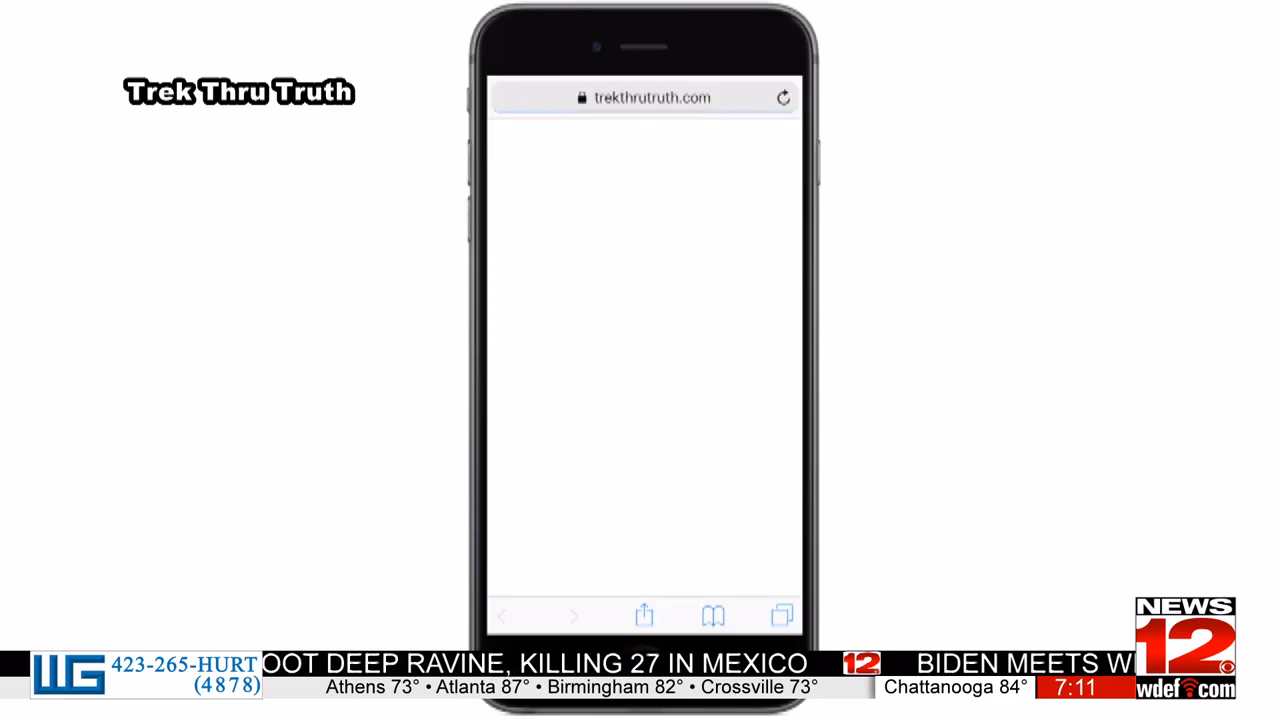 Trek Thru Truth
trekthrutruth.com
NEWS
12
wdef.com
423-265-HURT
(4878)
OOT DEEP RAVINE, KILLING 27 IN MEXICO 12 BIDEN MEETS W
Athens 73° • Atlanta 87° • Birmingham 82° • Crossville 73°
Chattanooga 84° 7:11
WG